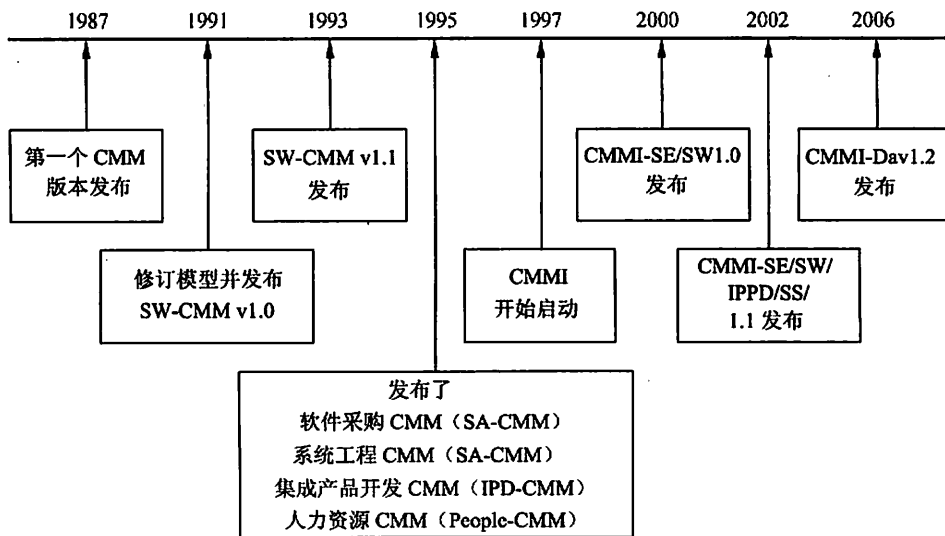 1987 1991 1993 1995 1997 2000 2002 2006
第一个 CMM
版本发布
SW-CMM v1.1
发布
CMMI-SE/SW1.0
发布
CMMI-Dav1.2
发布
修订模型并发布
SW-CMM v1.0
CMMI
开始启动
CMMI-SE/SW/
IPPD/SS/
1.1 发布
发布了
软件采购 CMM（SA-CMM）
系统工程 CMM（SA-CMM）
集成产品开发 CMM（IPD-CMM）
人力资源 CMM（People-CMM）